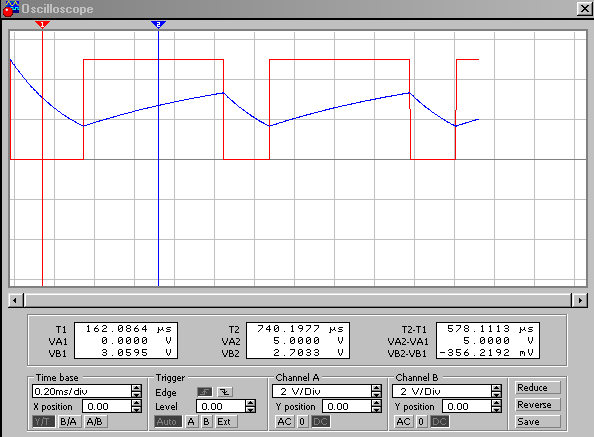 Oscilloscope
1 2
T1 162.0864 µs T2 740.1977 µs T2-T1 578.1113 µs
VA1 0.0000 V VA2 5.0000 V VA2-VA1 5.0000 V
VB1 3.0595 V VB2 2.7033 V VB2-VB1 -356.2192 mV
Time base Trigger Channel A Channel B
Edge Reduce
0.20ms/div 2 V/Div 2 V/Div
X position 0.00 Level 0.00 Y position 0.00 Y position 0.00 Reverse
Y/T B/A A/B Auto A B Ext AC 0 DC AC 0 DC Save